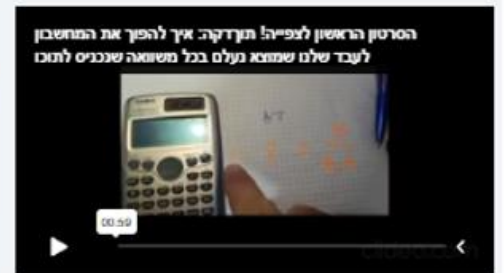 הסרטון הראשון לצפייה! תורדקה: איך להפוך את המחשבון
לעבד שלנו שמוצא נעלם בכל משוואה שנכניס לתוכו
00:59